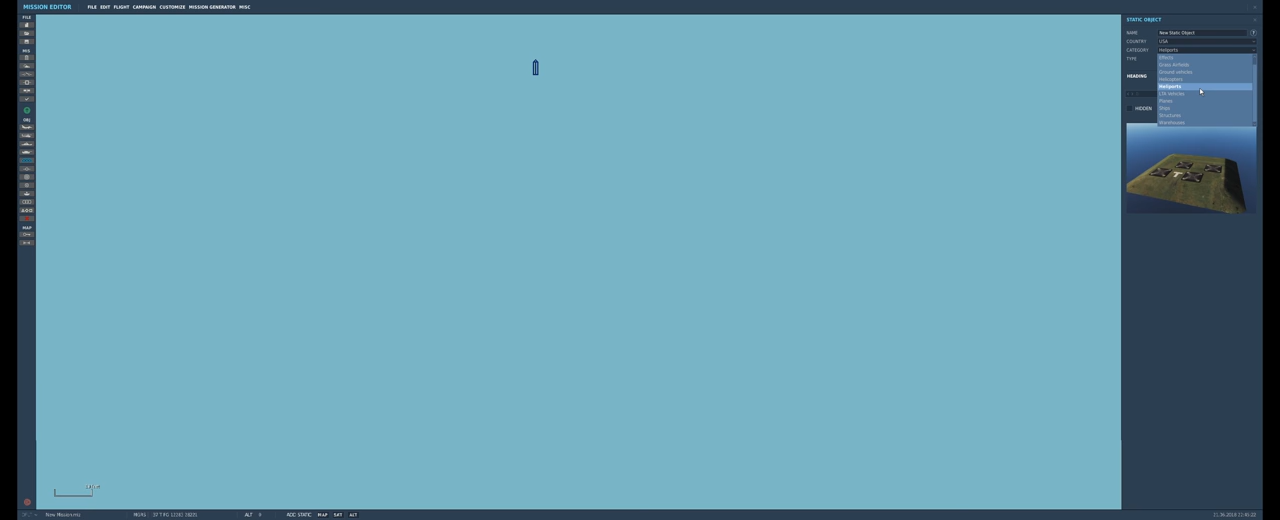 MISSION EDITOR
FILE EDIT FLIGHT CAMPAIGN CUSTOMIZE MISSION GENERATOR MISC
FILE
MIS
OBJ
MAP
STATIC OBJECT
NAME New Static Object ?
COUNTRY USA
CATEGORY Heliports
TYPE
Effects
Grass Airfields
Ground vehicles
Helicopters
Heliports
LTA vehicles
Planes
Ships
Structures
Warehouses
HEADING
HIDDEN
New Mission.miz
ALT 0
ADD STATIC MAP ALT